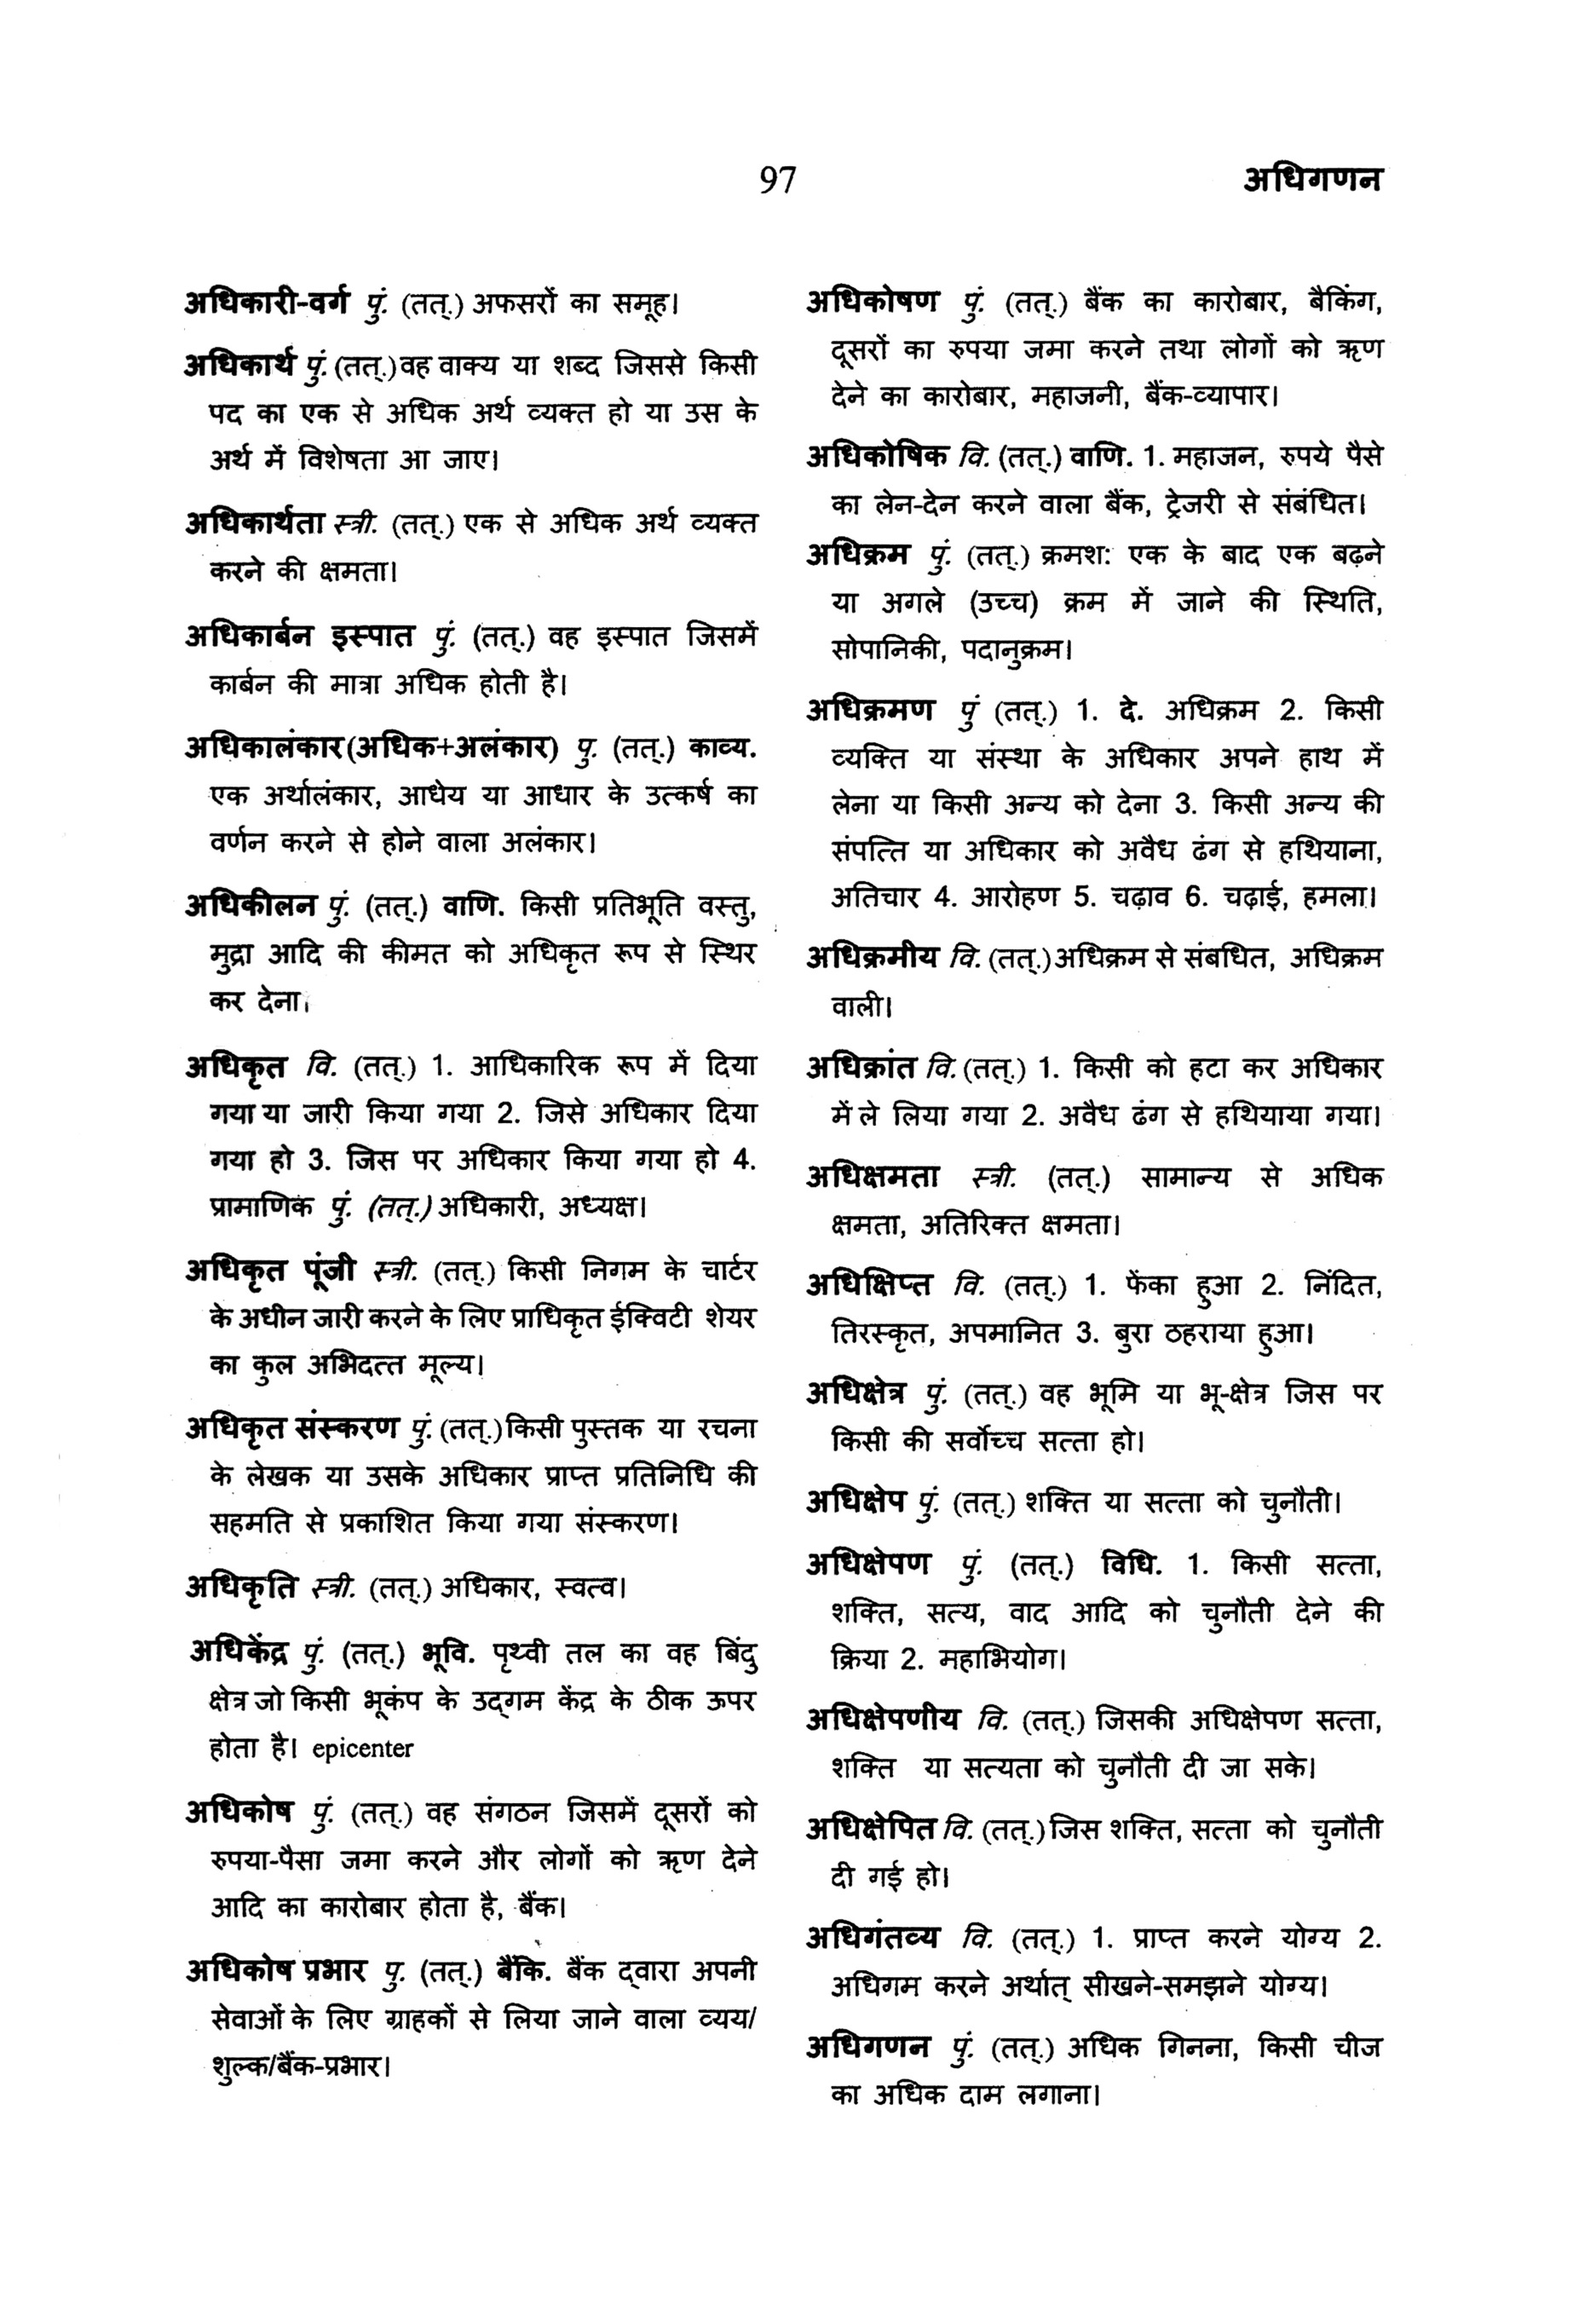 97
अधिगणन
अधिकारी-वर्ग पुं. (तत्.) अफसरों का समूह।
अधिकार्थ पुं. (तत्.) वह वाक्य या शब्द जिससे किसी
पद का एक से अधिक अर्थ व्यक्त हो या उस के
अर्थ में विशेषता आ जाए।
अधिकार्थता स्त्री. (तत्.) एक से अधिक अर्थ व्यक्त
करने की क्षमता।
अधिकार्बन इस्पात पुं. (तत्.) वह इस्पात जिसमें
कार्बन की मात्रा अधिक होती है।
अधिकालंकार(अधिक+अलंकार) पु. (तत्.) काव्य.
एक अर्थालंकार, आधेय या आधार के उत्कर्ष का
वर्णन करने से होने वाला अलंकार।
अधिकीलन पुं. (तत्.) वाणि. किसी प्रतिभूति वस्तु,
मुद्रा आदि की कीमत को अधिकृत रूप से स्थिर
कर देना।
अधिकृत वि. (तत्.) 1. आधिकारिक रूप में दिया
गया या जारी किया गया 2. जिसे अधिकार दिया
गया हो 3. जिस पर अधिकार किया गया हो 4.
प्रामाणिक पुं. (तत्.) अधिकारी, अध्यक्ष।
अधिकृत पूंजी स्त्री. (तत्.) किसी निगम के चार्टर
के अधीन जारी करने के लिए प्राधिकृत ईक्विटी शेयर
का कुल अभिदत्त मूल्य।
अधिकृत संस्करण पुं. (तत्.) किसी पुस्तक या रचना
के लेखक या उसके अधिकार प्राप्त प्रतिनिधि की
सहमति से प्रकाशित किया गया संस्करण।
अधिकृति स्त्री. (तत्.) अधिकार, स्वत्व।
अधिकेंद्र पुं. (तत्.) भूवि. पृथ्वी तल का वह बिंदु
क्षेत्र जो किसी भूकंप के उद्गम केंद्र के ठीक ऊपर
होता है। epicenter
अधिकोष पुं. (तत्.) वह संगठन जिसमें दूसरों को
रुपया-पैसा जमा करने और लोगों को ऋण देने
आदि का कारोबार होता है, बैंक।
अधिकोष प्रभार पु. (तत्.) बैंकि. बैंक द्वारा अपनी
सेवाओं के लिए ग्राहकों से लिया जाने वाला व्यय/
शुल्क/बैंक-प्रभार।
अधिकोषण पुं. (तत्.) बैंक का कारोबार, बैकिंग,
दूसरों का रुपया जमा करने तथा लोगों को ऋण
देने का कारोबार, महाजनी, बैंक-व्यापार।
अधिकोषिक वि. (तत्.) वाणि. 1. महाजन, रुपये पैसे
का लेन-देन करने वाला बैंक, ट्रेजरी से संबंधित।
अधिक्रम पुं. (तत्.) क्रमश: एक के बाद एक बढ़ने
या अगले (उच्च) क्रम में जाने की स्थिति,
सोपानिकी, पदानुक्रम।
अधिक्रमण पुं (तत्.) 1. दे. अधिक्रम 2. किसी
व्यक्ति या संस्था के अधिकार अपने हाथ में
लेना या किसी अन्य को देना 3. किसी अन्य की
संपत्ति या अधिकार को अवैध ढंग से हथियाना,
अतिचार 4. आरोहण 5. चढ़ाव 6. चढ़ाई, हमला।
अधिक्रमीय वि. (तत्.) अधिक्रम से संबधित, अधिक्रम
वाली।
अधिक्रांत वि. (तत्.) 1. किसी को हटा कर अधिकार
में ले लिया गया 2. अवैध ढंग से हथियाया गया।
अधिक्षमता स्त्री. (तत्.) सामान्य से अधिक
क्षमता, अतिरिक्त क्षमता।
अधिक्षिप्त वि. (तत्.) 1. फेंका हुआ 2. निंदित,
तिरस्कृत, अपमानित 3. बुरा ठहराया हुआ।
अधिक्षेत्र पुं. (तत्.) वह भूमि या भू-क्षेत्र जिस पर
किसी की सर्वोच्च सत्ता हो।
अधिक्षेप पुं. (तत्.) शक्ति या सत्ता को चुनौती।
अधिक्षेपण पुं. (तत्.) विधि. 1. किसी सत्ता,
शक्ति, सत्य, वाद आदि को चुनौती देने की
क्रिया 2. महाभियोग।
अधिक्षेपणीय वि. (तत्.) जिसकी अधिक्षेपण सत्ता,
शक्ति या सत्यता को चुनौती दी जा सके।
अधिक्षेपित वि. (तत्.) जिस शक्ति, सत्ता को चुनौती
दी गई हो।
अधिगंतव्य वि. (तत्.) 1. प्राप्त करने योग्य 2.
अधिगम करने अर्थात् सीखने-समझने योग्य।
अधिगणन पुं. (तत्.) अधिक गिनना, किसी चीज
का अधिक दाम लगाना।